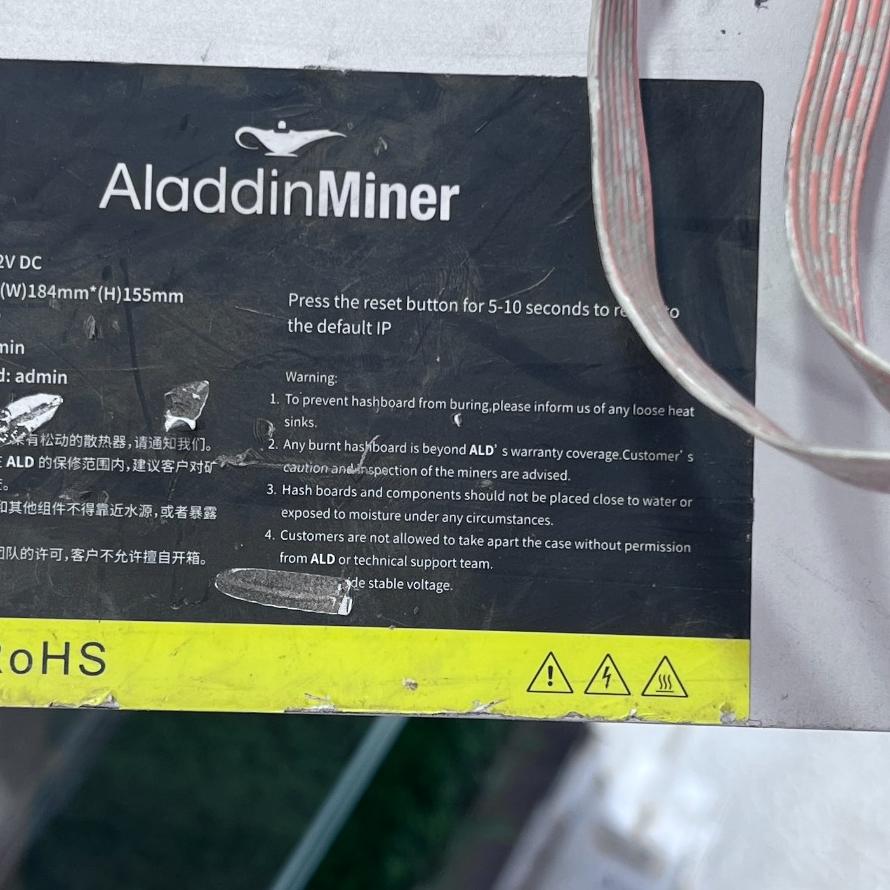 AladdinMiner
2V DC
(W)184mm*(H)155mm
min
d: admin
有松动的散热器,请通知我们。
ALD 的保修范围内,建议客户对矿
和其他组件不得靠近水源,或者暴露
团队的许可,客户不允许擅自开箱。
Press the reset button for 5-10 seconds to
the default IP
Warning:
1. To prevent hashboard from buring,please inform us of any loose heat
sinks.
2. Any burnt hashboard is beyond ALD' s warranty coverage.Customer' s
caution and inspection of the miners are advised.
3. Hash boards and components should not be placed close to water or
exposed to moisture under any circumstances.
4. Customers are not allowed to take apart the case without permission
from ALD or technical support team.
stable voltage.
RoHS